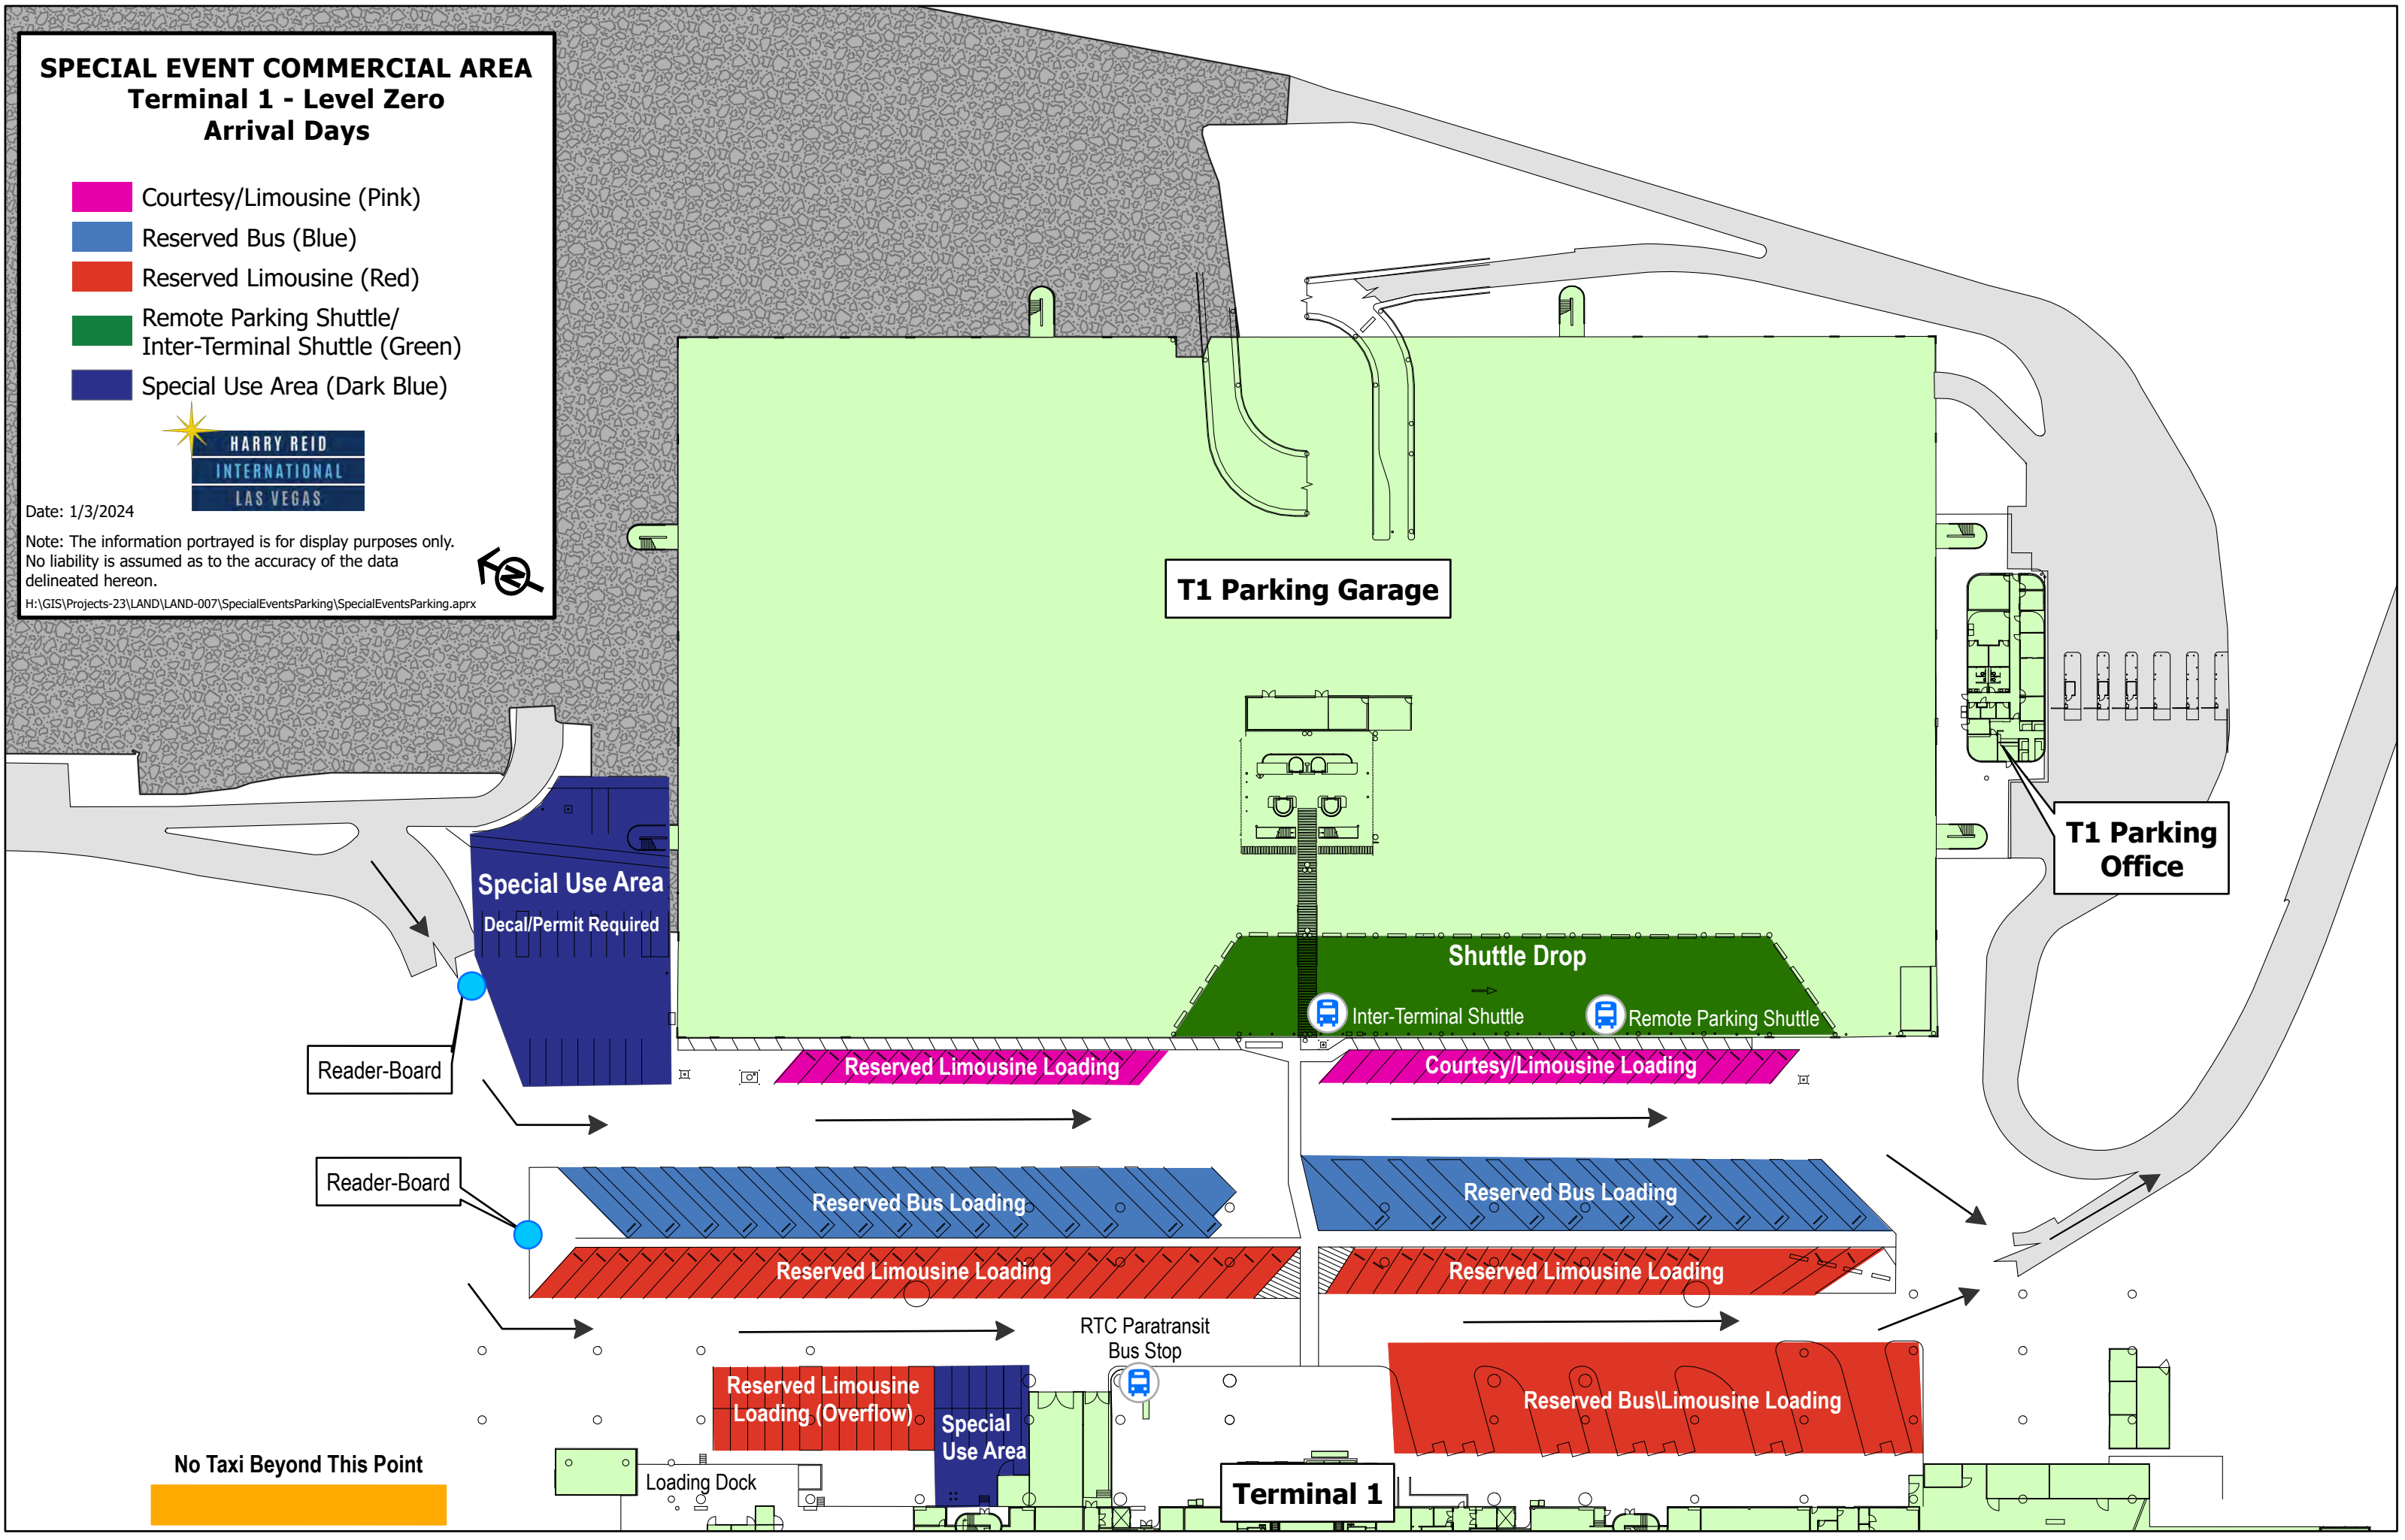 SPECIAL EVENT COMMERCIAL AREA
Terminal 1 - Level Zero
Arrival Days
Courtesy/Limousine (Pink)
Reserved Bus (Blue)
Reserved Limousine (Red)
Remote Parking Shuttle/
Inter-Terminal Shuttle (Green)
Special Use Area (Dark Blue)
HARRY REID
INTERNATIONAL
LAS VEGAS
Date: 1/3/2024
Note: The information portrayed is for display purposes only.
No liability is assumed as to the accuracy of the data
delineated hereon.
N
H:\GIS\Projects-23\LAND\LAND-007\SpecialEventsParking\SpecialEventsParking.aprx
T1 Parking Garage
T1 Parking
Office
Special Use Area
Decal/Permit Required
Shuttle Drop
Inter-Terminal Shuttle
Remote Parking Shuttle
Reader-Board
Reserved Limousine Loading
Courtesy/Limousine Loading
Reader-Board
Reserved Bus Loading
Reserved Bus Loading
Reserved Limousine Loading
Reserved Limousine Loading
RTC Paratransit
Bus Stop
Reserved Limousine
Loading (Overflow)
Special
Use Area
Reserved Bus\Limousine Loading
No Taxi Beyond This Point
Loading Dock
Terminal 1